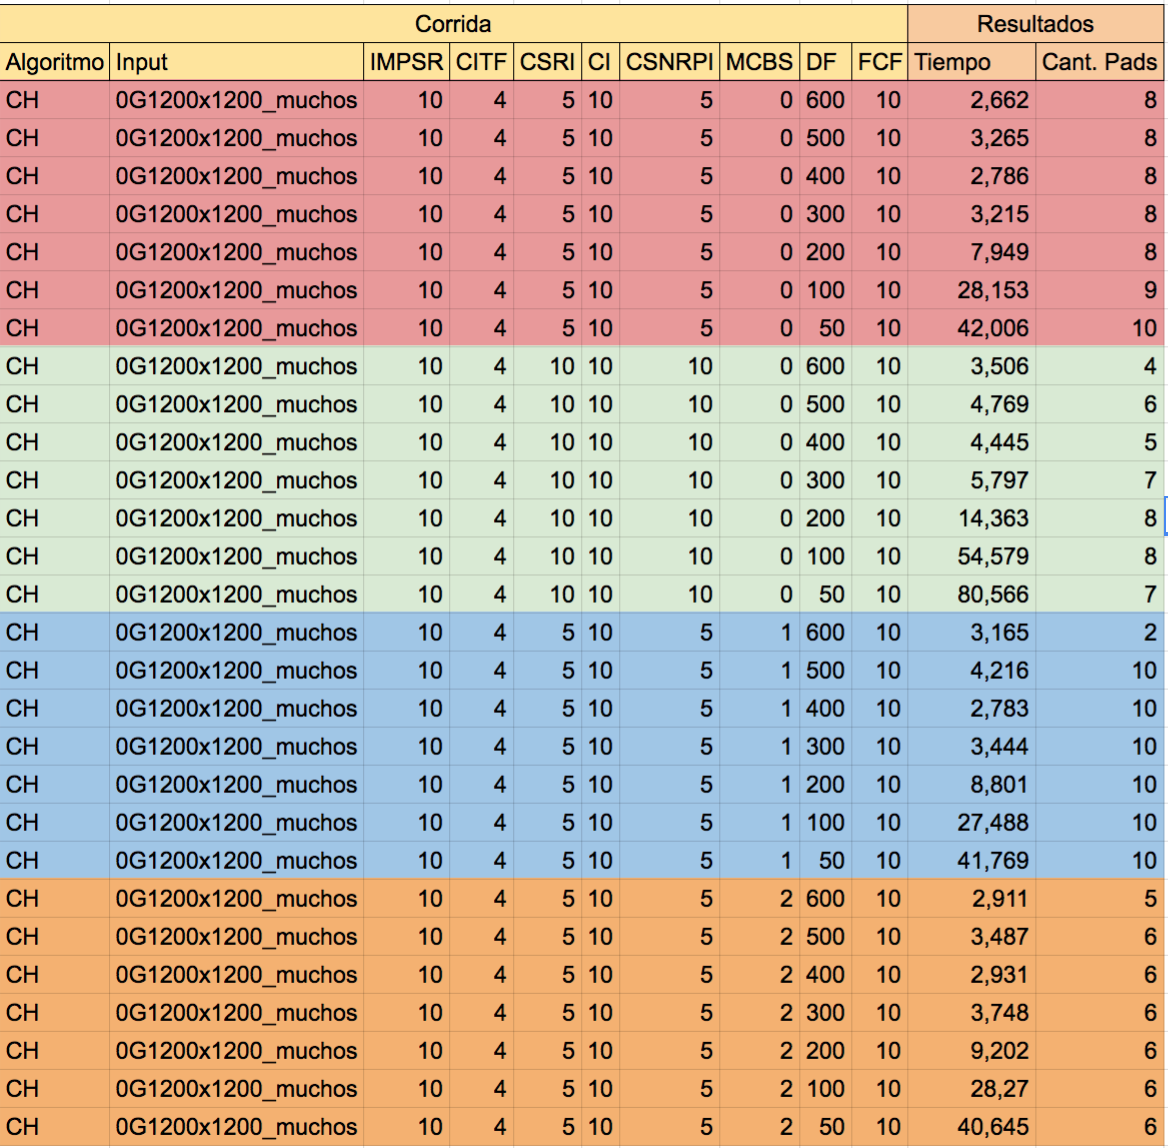 Corrida Resultados
Algoritmo Input IMPSR CITF CSRI CI CSNRPI MCBS DF FCF Tiempo Cant. Pads
CH 0G1200x1200_muchos 10 4 5 10 5 0 600 10 2,662 8
CH 0G1200x1200_muchos 10 4 5 10 5 0 500 10 3,265 8
CH 0G1200x1200_muchos 10 4 5 10 5 0 400 10 2,786 8
CH 0G1200x1200_muchos 10 4 5 10 5 0 300 10 3,215 8
CH 0G1200x1200_muchos 10 4 5 10 5 0 200 10 7,949 8
CH 0G1200x1200_muchos 10 4 5 10 5 0 100 10 28,153 9
CH 0G1200x1200_muchos 10 4 5 10 5 0 50 10 42,006 10
CH 0G1200x1200_muchos 10 4 10 10 10 0 600 10 3,506 4
CH 0G1200x1200_muchos 10 4 10 10 10 0 500 10 4,769 6
CH 0G1200x1200_muchos 10 4 10 10 10 0 400 10 4,445 5
CH 0G1200x1200_muchos 10 4 10 10 10 0 300 10 5,797 7
CH 0G1200x1200_muchos 10 4 10 10 10 0 200 10 14,363 8
CH 0G1200x1200_muchos 10 4 10 10 10 0 100 10 54,579 8
CH 0G1200x1200_muchos 10 4 10 10 10 0 50 10 80,566 7
CH 0G1200x1200_muchos 10 4 5 10 5 1 600 10 3,165 2
CH 0G1200x1200_muchos 10 4 5 10 5 1 500 10 4,216 10
CH 0G1200x1200_muchos 10 4 5 10 5 1 400 10 2,783 10
CH 0G1200x1200_muchos 10 4 5 10 5 1 300 10 3,444 10
CH 0G1200x1200_muchos 10 4 5 10 5 1 200 10 8,801 10
CH 0G1200x1200_muchos 10 4 5 10 5 1 100 10 27,488 10
CH 0G1200x1200_muchos 10 4 5 10 5 1 50 10 41,769 10
CH 0G1200x1200_muchos 10 4 5 10 5 2 600 10 2,911 5
CH 0G1200x1200_muchos 10 4 5 10 5 2 500 10 3,487 6
CH 0G1200x1200_muchos 10 4 5 10 5 2 400 10 2,931 6
CH 0G1200x1200_muchos 10 4 5 10 5 2 300 10 3,748 6
CH 0G1200x1200_muchos 10 4 5 10 5 2 200 10 9,202 6
CH 0G1200x1200_muchos 10 4 5 10 5 2 100 10 28,27 6
CH 0G1200x1200_muchos 10 4 5 10 5 2 50 10 40,645 6